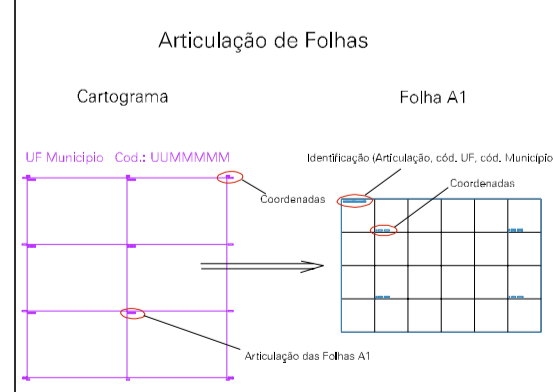 Articulação de Folhas
Cartograma
Folha A1
UF Municipio Cod.: UUMMMMM
Identificação (Articulação, cód. UF, cód. Município
Coordenadas
Coordenadas
Articulação das Folhas A1